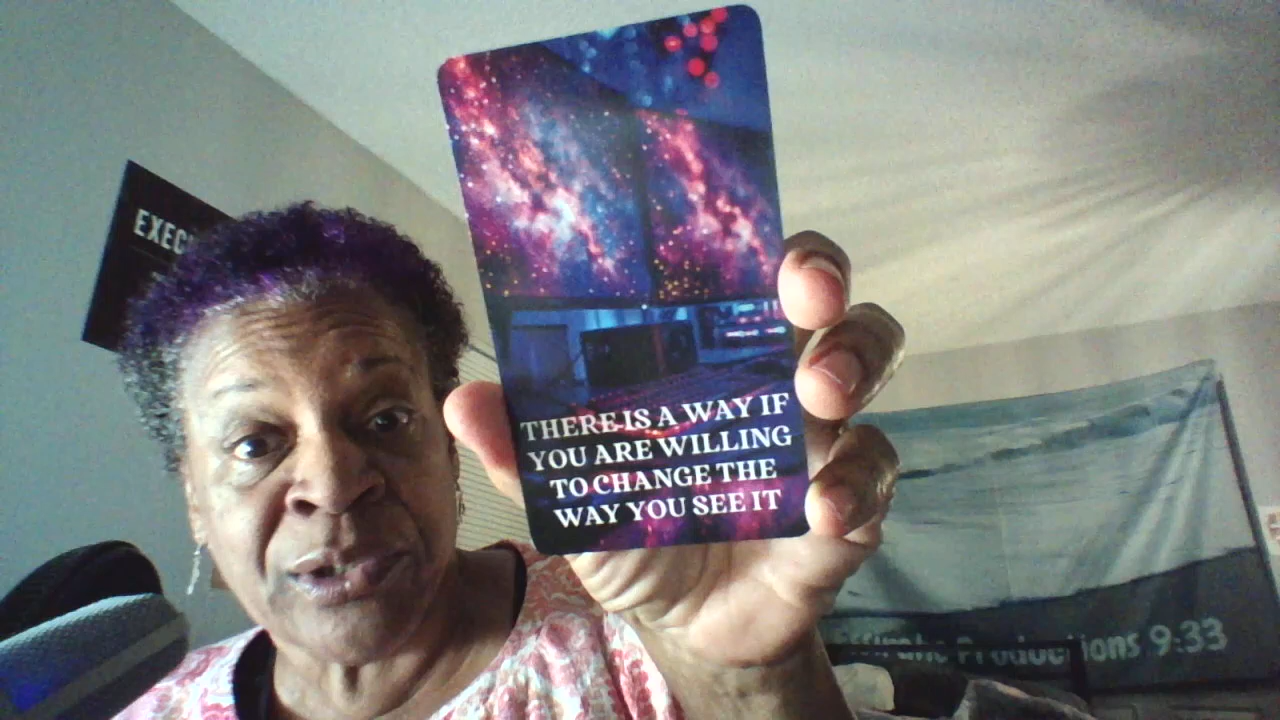 EXEC
THERE IS A WAY IF
YOU ARE WILLING
TO CHANGE THE
WAY YOU SEE IT
Productions 9:33